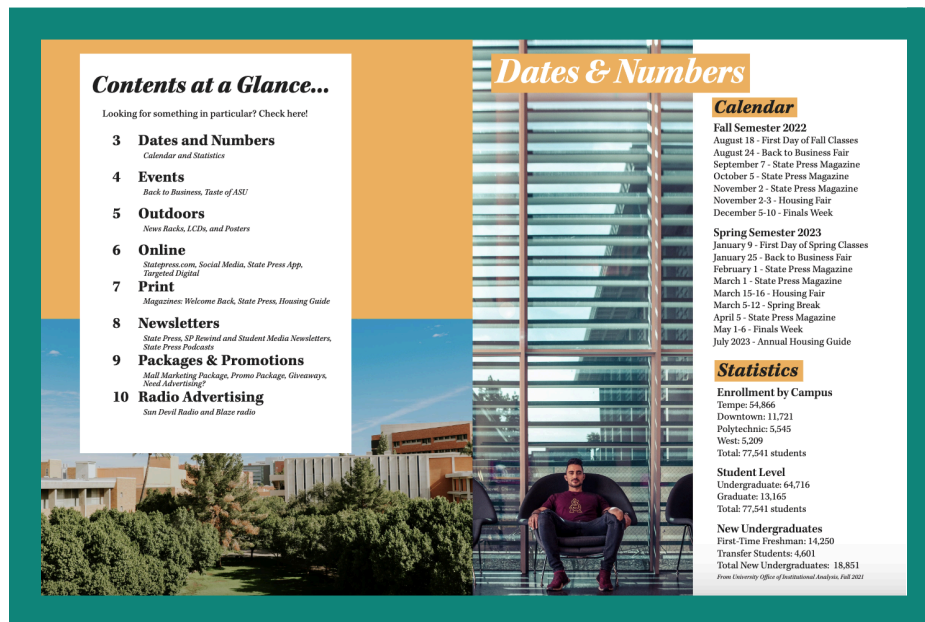 Contents at a Glance...
Looking for something in particular? Check here!
3 Dates and Numbers
Calendar and Statistics
4 Events
Back to Business, Taste of ASU
5 Outdoors
News Racks, LCDs, and Posters
6 Online
Statepress.com, Social Media, State Press App,
Targeted Digital
7 Print
Magazines: Welcome Back, State Press, Housing Guide
8 Newsletters
State Press, SP Rewind and Student Media Newsletters,
State Press Podcasts
9 Packages & Promotions
Mall Marketing Package, Promo Package, Giveaways,
Need Advertising?
10 Radio Advertising
Sun Devil Radio and Blaze radio
Dates & Numbers
Calendar
Fall Semester 2022
August 18 - First Day of Fall Classes
August 24 - Back to Business Fair
September 7 - State Press Magazine
October 5 - State Press Magazine
November 2 - State Press Magazine
November 2-3 - Housing Fair
December 5-10 - Finals Week
Spring Semester 2023
January 9 - First Day of Spring Classes
January 25 - Back to Business Fair
February 1 - State Press Magazine
March 1 - State Press Magazine
March 15-16 - Housing Fair
March 5-12 - Spring Break
April 5 - State Press Magazine
May 1-6 - Finals Week
July 2023 - Annual Housing Guide
Statistics
Enrollment by Campus
Tempe: 54,866
Downtown: 11,721
Polytechnic: 5,545
West: 5,209
Total: 77,541 students
Student Level
Undergraduate: 64,716
Graduate: 13,165
Total: 77,541 students
New Undergraduates
First-Time Freshman: 14,250
Transfer Students: 4,601
Total New Undergraduates: 18,851
From University Office of Institutional Analysis, Fall 2021